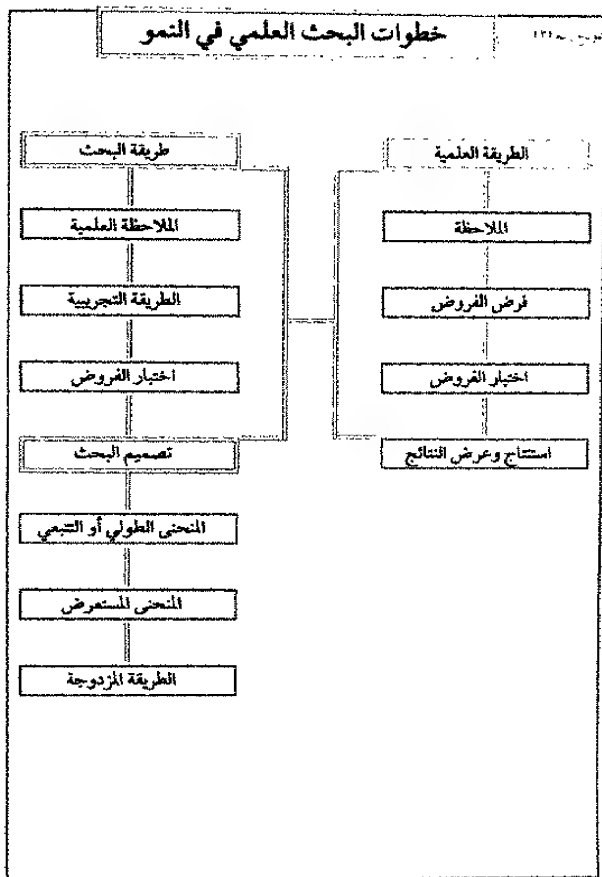 خطوات البحث العلمي في النمو
الطريقة العلمية
الملاحظة
فرض الفروض
اختبار الفروض
استنتاج وعرض النتائج
طريقة البحث
الملاحظة العلمية
الطريقة التجريبية
اختبار الفروض
تصميم البحث
المنحنى الطولي أو التتبعي
المنحنى المستعرض
الطريقة المزدوجة